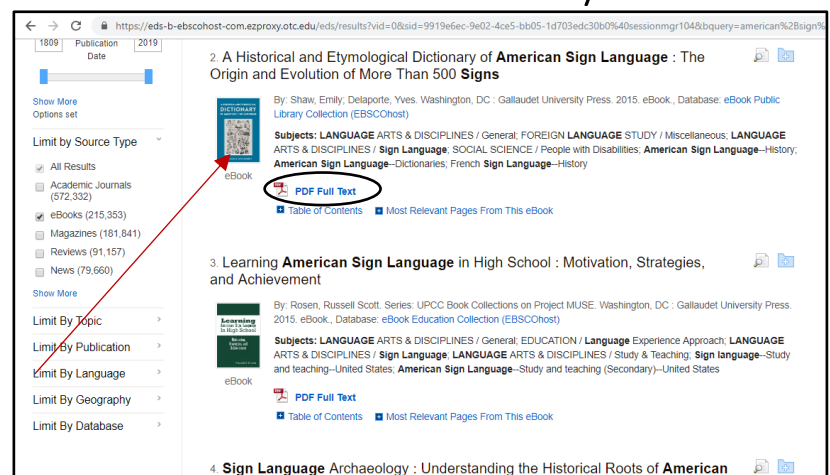 https://eds-b-ebscohost-com.ezproxy.otc.edu/eds/results?vid=0&sid=9919e6ec-9e02-4ce5-bb05-1d703edc30b0%40sessionmgr104&bquery=american%2Bsign%
1809 Publication Date 2019
Show More
Options set
Limit by Source Type
All Results
Academic Journals (572,332)
eBooks (215,353)
Magazines (181,841)
Reviews (91,157)
News (79,660)
Show More
Limit By Topic
Limit By Publication
Limit By Language
Limit By Geography
Limit By Database
2. A Historical and Etymological Dictionary of American Sign Language : The
Origin and Evolution of More Than 500 Signs
DICTIONARY
eBook
By: Shaw, Emily; Delaporte, Yves. Washington, DC : Gallaudet University Press. 2015. eBook., Database: eBook Public
Library Collection (EBSCOhost)
Subjects: LANGUAGE ARTS & DISCIPLINES / General; FOREIGN LANGUAGE STUDY / Miscellaneous; LANGUAGE
ARTS & DISCIPLINES / Sign Language; SOCIAL SCIENCE / People with Disabilities; American Sign Language--History;
American Sign Language--Dictionaries; French Sign Language--History
PDF Full Text
Table of Contents Most Relevant Pages From This eBook
3. Learning American Sign Language in High School : Motivation, Strategies,
and Achievement
Learning
American Sign Language
in High School
eBook
By: Rosen, Russell Scott. Series: UPCC Book Collections on Project MUSE. Washington, DC : Gallaudet University Press.
2015. eBook., Database: eBook Education Collection (EBSCOhost)
Subjects: LANGUAGE ARTS & DISCIPLINES / General; EDUCATION / Language Experience Approach; LANGUAGE
ARTS & DISCIPLINES / Sign Language; LANGUAGE ARTS & DISCIPLINES / Study & Teaching; Sign language--Study
and teaching--United States; American Sign Language--Study and teaching (Secondary)--United States
PDF Full Text
Table of Contents Most Relevant Pages From This eBook
4. Sign Language Archaeology : Understanding the Historical Roots of American